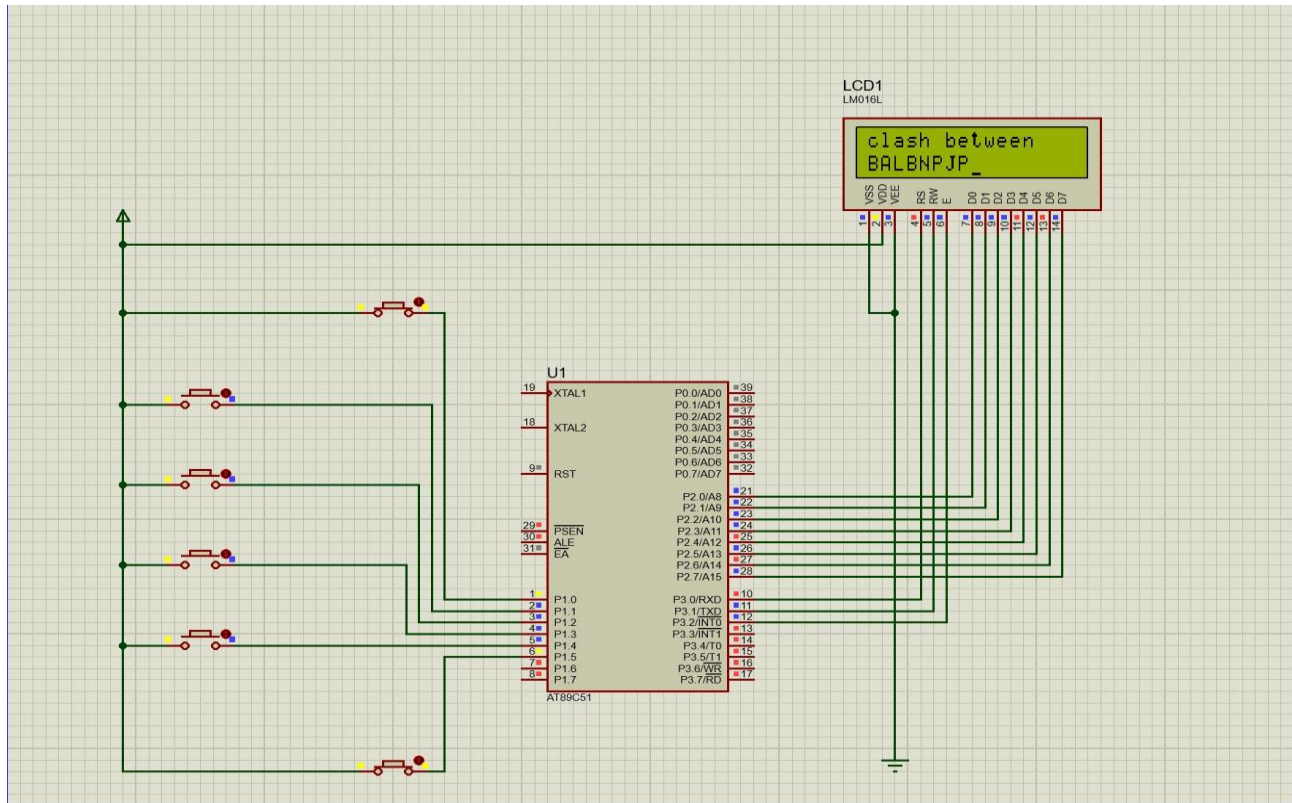 LCD1
LM016L
clash between
BALBNPJP_
VSS
VDD
VEE
RS
RW
E
D0
D1
D2
D3
D4
D5
D6
D7
1
2
3
4
5
6
7
8
9
10
11
12
13
14
U1
19 XTAL1
18 XTAL2
9 RST
29 PSEN
30 ALE
31 EA
1 P1.0
2 P1.1
3 P1.2
4 P1.3
5 P1.4
6 P1.5
7 P1.6
8 P1.7
P0.0/AD0 39
P0.1/AD1 38
P0.2/AD2 37
P0.3/AD3 36
P0.4/AD4 35
P0.5/AD5 34
P0.6/AD6 33
P0.7/AD7 32
P2.0/A8 21
P2.1/A9 22
P2.2/A10 23
P2.3/A11 24
P2.4/A12 25
P2.5/A13 26
P2.6/A14 27
P2.7/A15 28
P3.0/RXD 10
P3.1/TXD 11
P3.2/INT0 12
P3.3/INT1 13
P3.4/T0 14
P3.5/T1 15
P3.6/WR 16
P3.7/RD 17
AT89C51